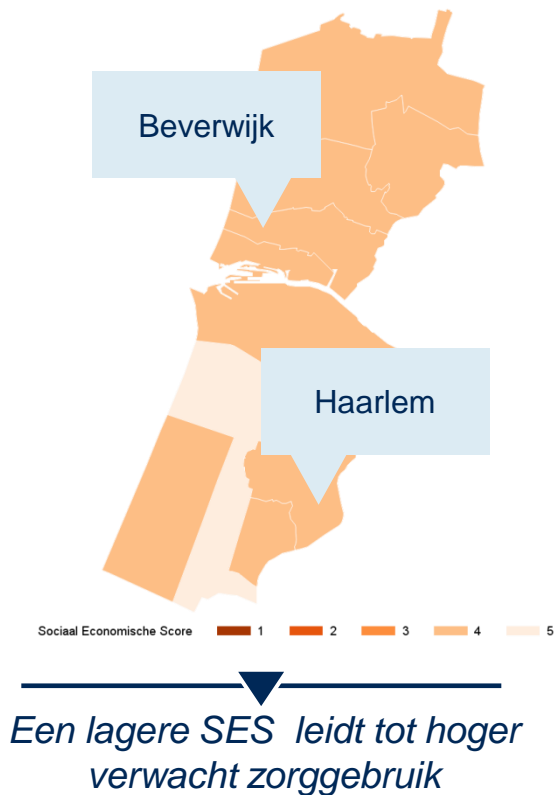 Beverwijk
Haarlem
Sociaal Economische Score 1 2 3 4 5
Een lagere SES leidt tot hoger
verwacht zorggebruik